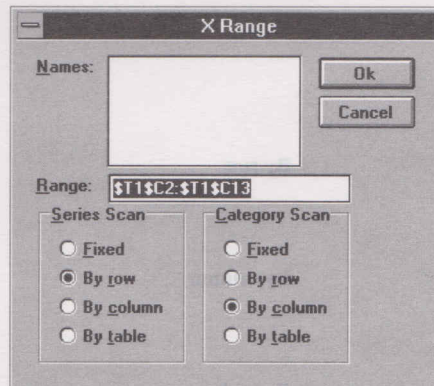 X Range
Names:
Ok
Cancel
Range: $T1$C2:$T1$C13
Series Scan
Fixed
By row
By column
By table
Category Scan
Fixed
By row
By column
By table